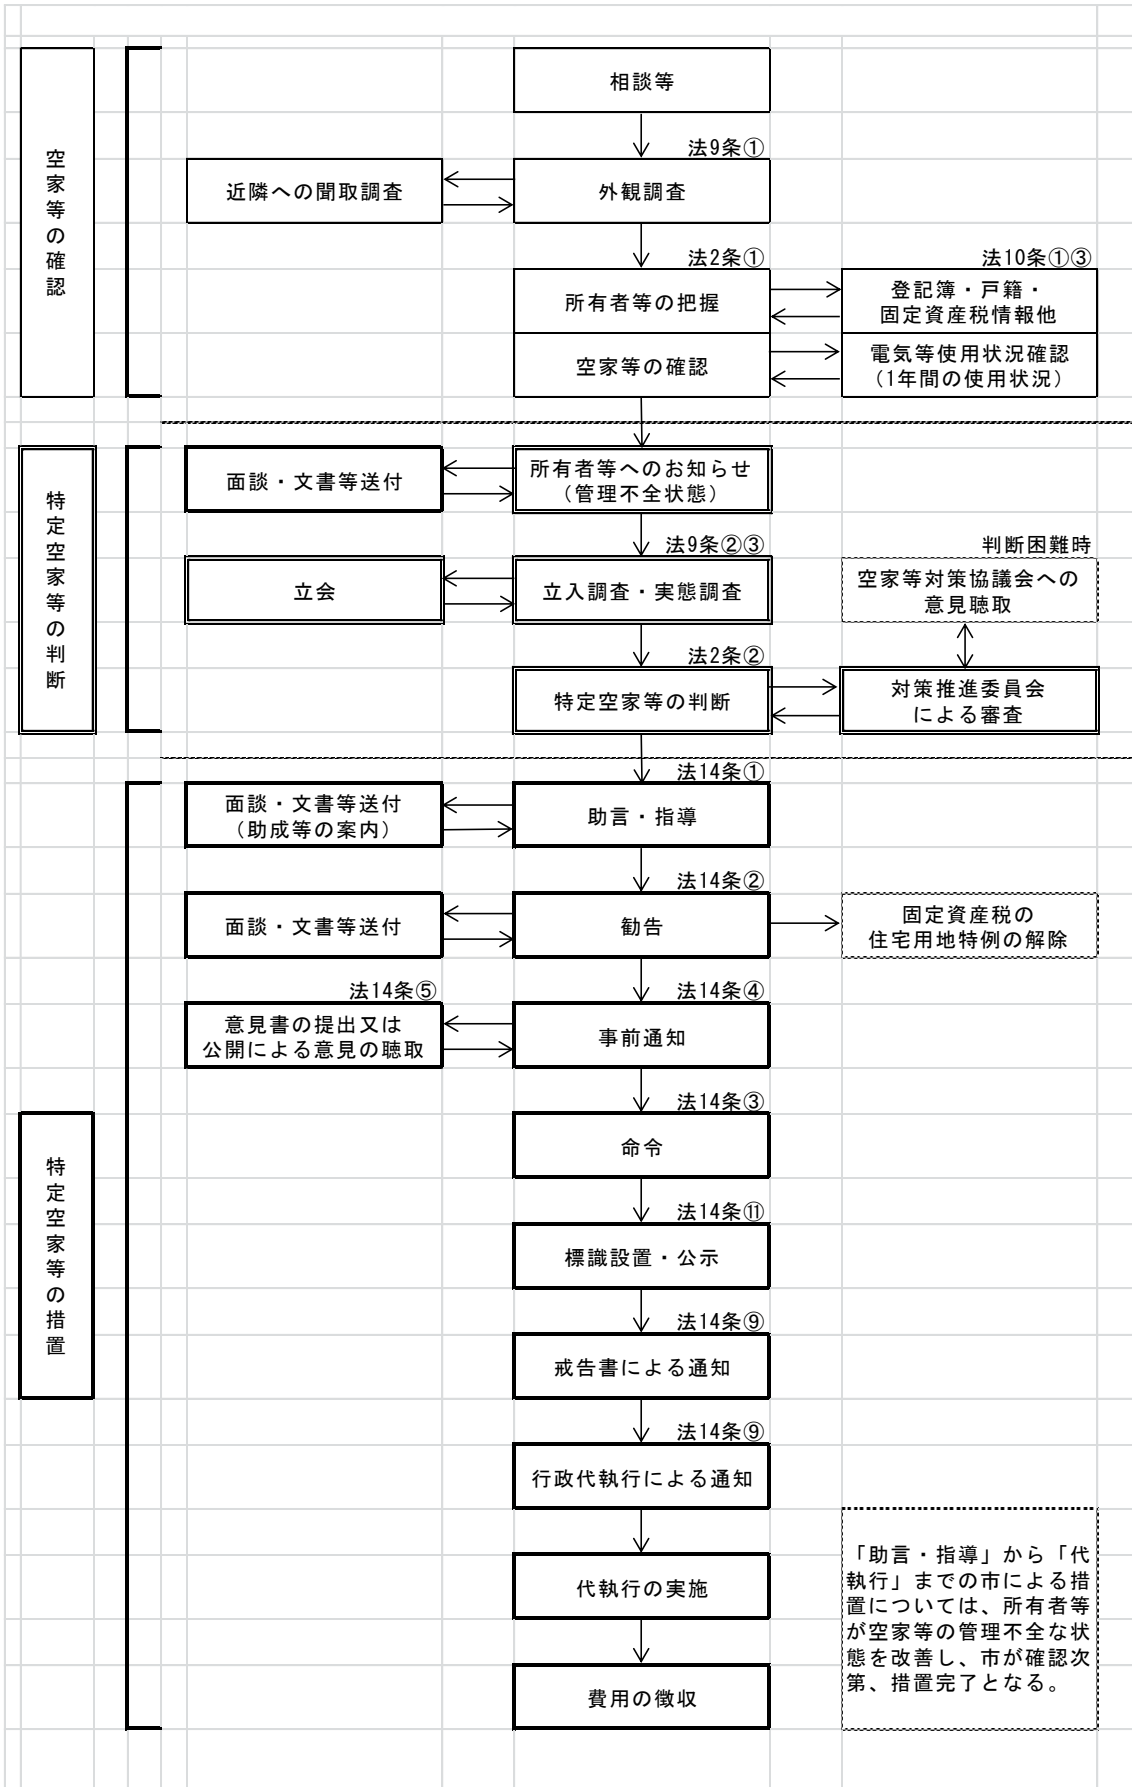 空家等の確認
相談等
法9条①
近隣への聞取調査
外観調査
法2条①
法10条①③
所有者等の把握
登記簿・戸籍・
固定資産税情報他
空家等の確認
電気等使用状況確認
（1年間の使用状況）
特定空家等の判断
面談・文書等送付
所有者等へのお知らせ
（管理不全状態）
法9条②③
判断困難時
立会
立入調査・実態調査
空家等対策協議会への
意見聴取
法2条②
特定空家等の判断
対策推進委員会
による審査
特定空家等の措置
法14条①
面談・文書等送付
（助成等の案内）
助言・指導
法14条②
面談・文書等送付
勧告
固定資産税の
住宅用地特例の解除
法14条⑤
法14条④
意見書の提出又は
公開による意見の聴取
事前通知
法14条③
命令
法14条⑪
標識設置・公示
法14条⑨
戒告書による通知
法14条⑨
行政代執行による通知
代執行の実施
費用の徴収
「助言・指導」から「代
執行」までの市による措
置については、所有者等
が空家等の管理不全な状
態を改善し、市が確認次
第、措置完了となる。